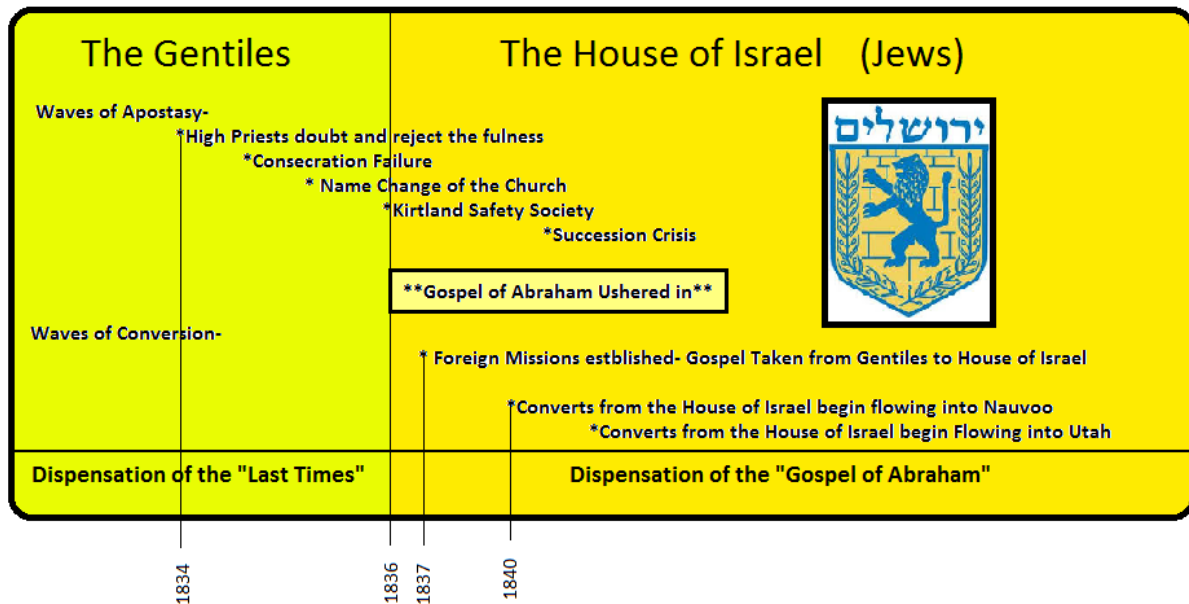 The Gentiles
The House of Israel (Jews)
Waves of Apostasy-
*High Priests doubt and reject the fulness
*Consecration Failure
* Name Change of the Church
*Kirtland Safety Society
*Succession Crisis
ירושלים
**Gospel of Abraham Ushered in**
Waves of Conversion-
* Foreign Missions estblished- Gospel Taken from Gentiles to House of Israel
*Converts from the House of Israel begin flowing into Nauvoo
*Converts from the House of Israel begin Flowing into Utah
Dispensation of the "Last Times"
Dispensation of the "Gospel of Abraham"
1834
1836
1837
1840